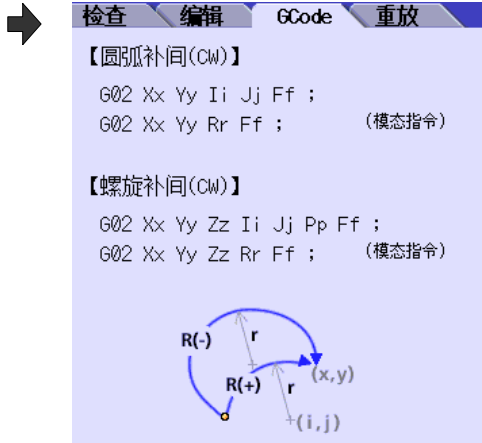 检查 编辑 GCode 重放
【圆弧补间(CW)】
G02 Xx Yy Ii Jj Ff ;
G02 Xx Yy Rr Ff ; (模态指令)
【螺旋补间(CW)】
G02 Xx Yy Zz Ii Jj Pp Ff ;
G02 Xx Yy Zz Rr Ff ; (模态指令)
R(-) r
R(+) r (x,y)
(i,j)